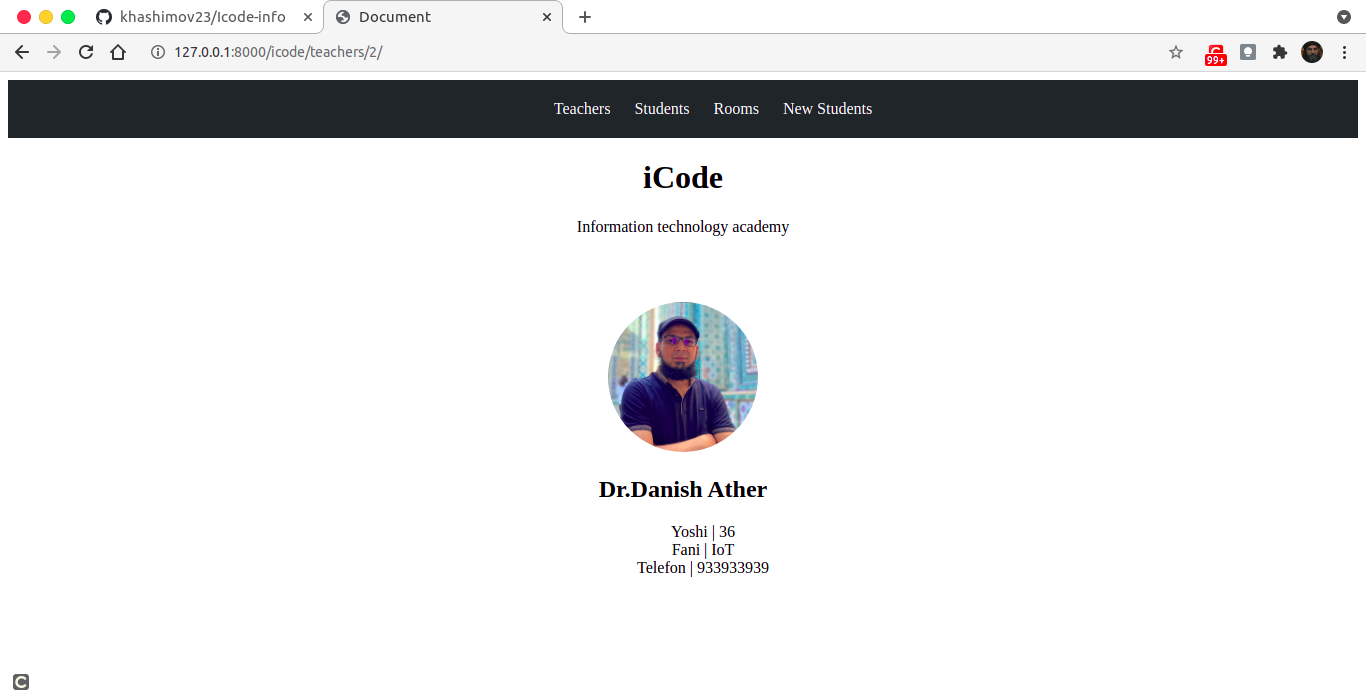 khashimov23/Icode-info
Document
127.0.0.1:8000/icode/teachers/2/
99+
Teachers Students Rooms New Students
iCode
Information technology academy
Dr.Danish Ather
Yoshi | 36
Fani | IoT
Telefon | 933933939
C